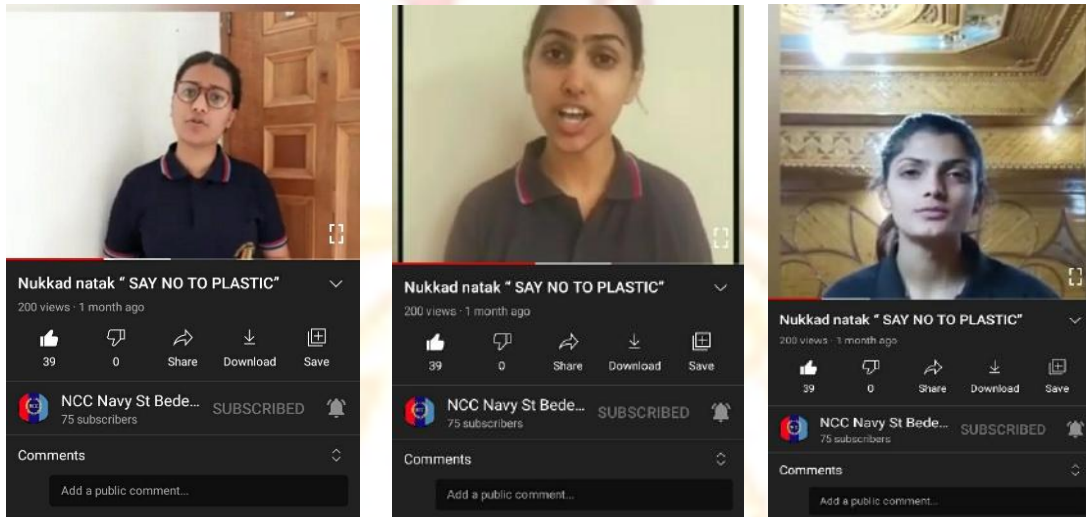 Nukkad natak “ SAY NO TO PLASTIC”
200 views · 1 month ago
39
0
Share
Download
Save
NCC Navy St Bede...
75 subscribers
SUBSCRIBED
Comments
Add a public comment...
Nukkad natak “ SAY NO TO PLASTIC”
200 views · 1 month ago
39
0
Share
Download
Save
NCC Navy St Bede...
75 subscribers
SUBSCRIBED
Comments
Add a public comment...
Nukkad natak “ SAY NO TO PLASTIC”
200 views · 1 month ago
39
0
Share
Download
Save
NCC Navy St Bede...
75 subscribers
SUBSCRIBED
Comments
Add a public comment...